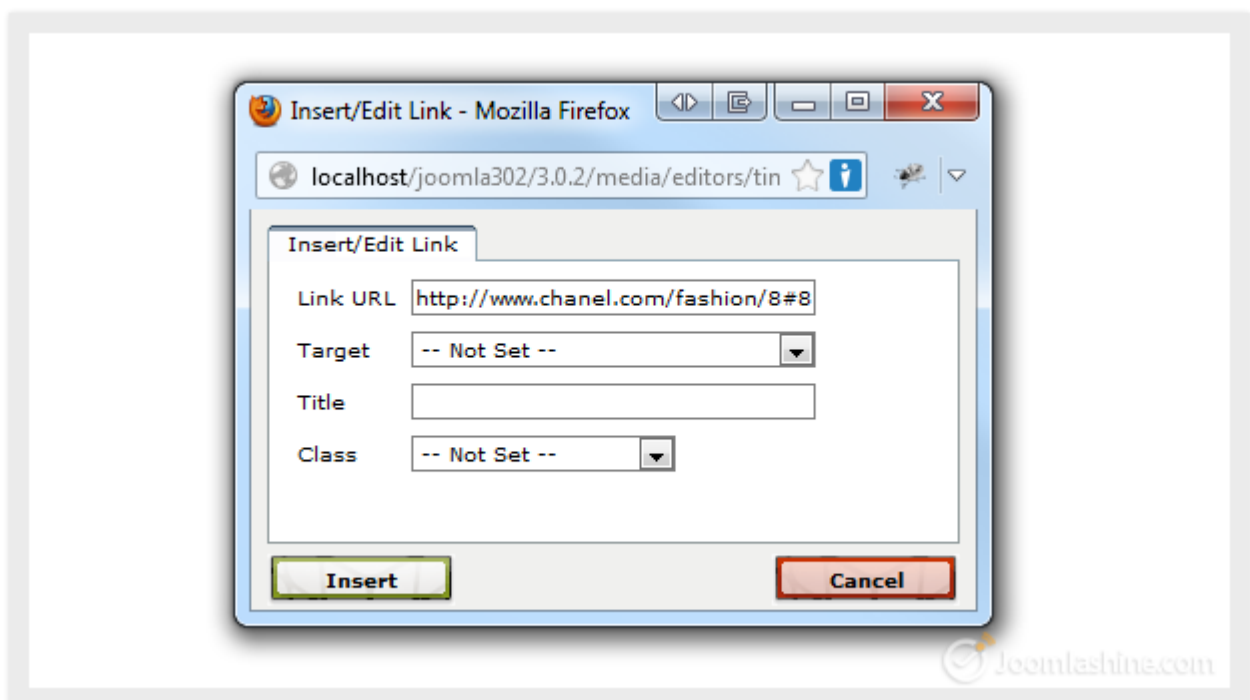 Insert/Edit Link - Mozilla Firefox
localhost/joomla302/3.0.2/media/editors/tin
Insert/Edit Link
Link URL http://www.chanel.com/fashion/8#8
Target -- Not Set --
Title
Class -- Not Set --
Insert Cancel
Joomlashine.com